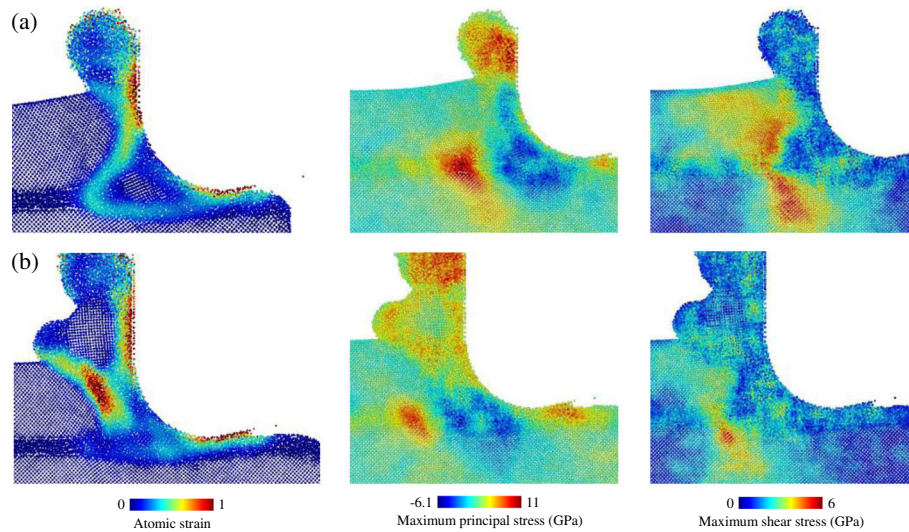 (a)
(b)
0 1
Atomic strain
-6.1 11
Maximum principal stress (GPa)
0 6
Maximum shear stress (GPa)